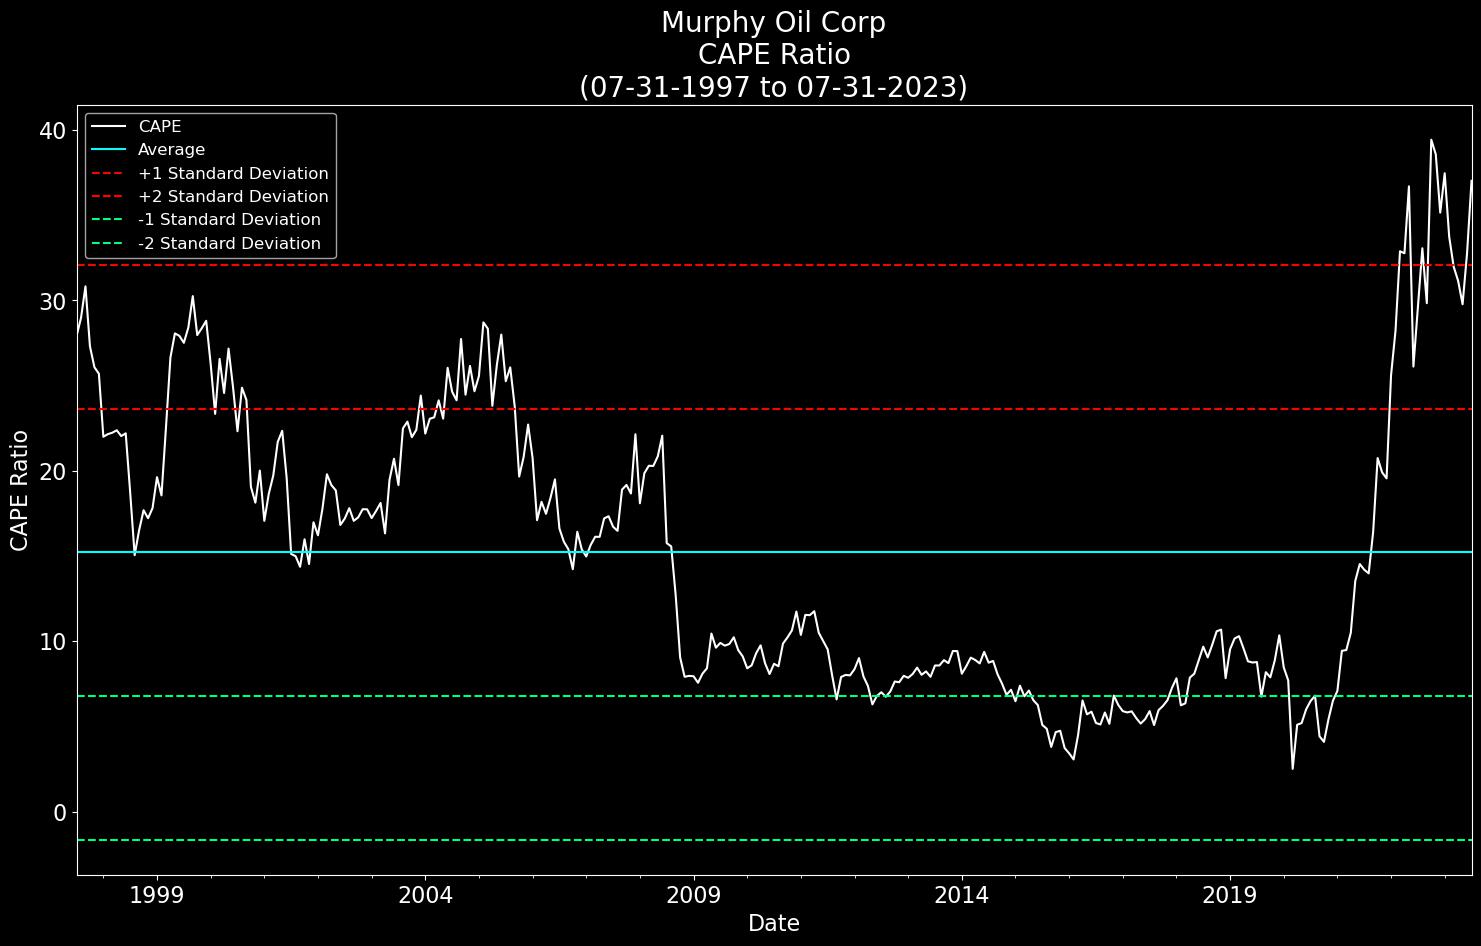 Murphy Oil Corp
CAPE Ratio
(07-31-1997 to 07-31-2023)
CAPE
Average
+1 Standard Deviation
+2 Standard Deviation
-1 Standard Deviation
-2 Standard Deviation
40
30
20
10
0
CAPE Ratio
1999
2004
2009
2014
2019
Date